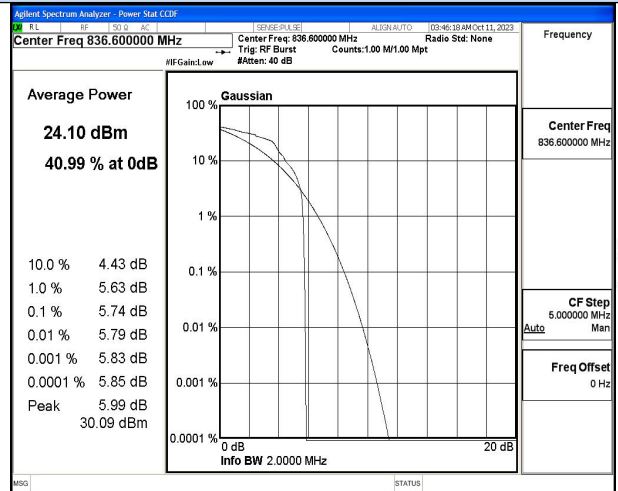 Agilent Spectrum Analyzer - Power Stat CCDF
RL RF 50 Ω AC SENSE:PULSE ALIGN AUTO 03:46:18 AM Oct 11, 2023
Center Freq 836.600000 MHz
Center Freq: 836.600000 MHz Radio Std: None
Trig: RF Burst Counts:1.00 M/1.00 Mpt
#IFGain:Low #Atten: 40 dB
Frequency
Average Power
24.10 dBm
40.99 % at 0dB
10.0 % 4.43 dB
1.0 % 5.63 dB
0.1 % 5.74 dB
0.01 % 5.79 dB
0.001 % 5.83 dB
0.0001 % 5.85 dB
Peak 5.99 dB
30.09 dBm
Gaussian
100 %
10 %
1 %
0.1 %
0.01 %
0.001 %
0.0001 %
0 dB 20 dB
Info BW 2.0000 MHz
Center Freq
836.600000 MHz
CF Step
5.000000 MHz
Auto Man
Freq Offset
0 Hz
MSG STATUS